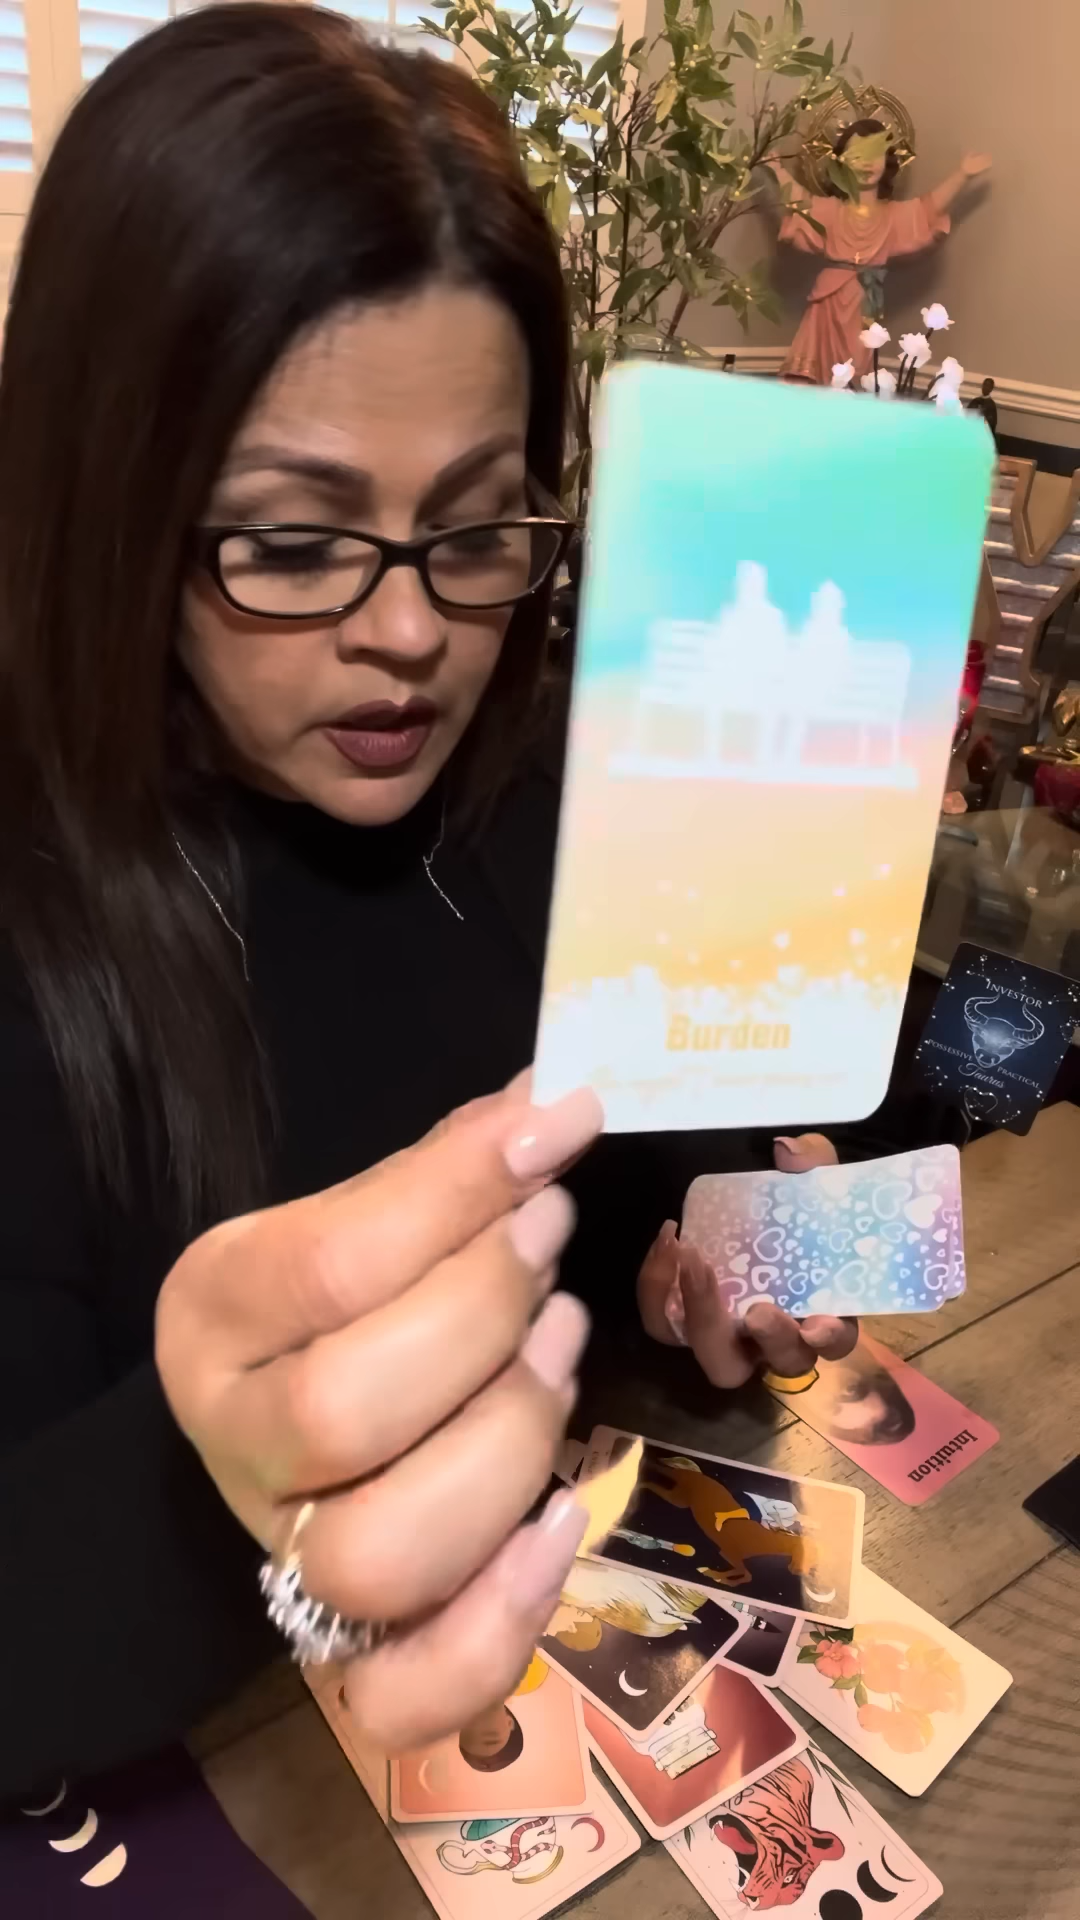 Burden
INVESTOR
POSSESSIVE
PRACTICAL
Taurus
Intuition